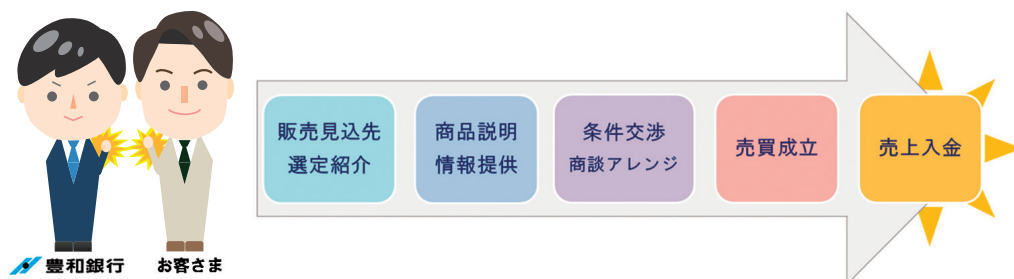 販売見込先
選定紹介
商品説明
情報提供
条件交渉
商談アレンジ
売買成立
売上入金
豊和銀行
お客さま